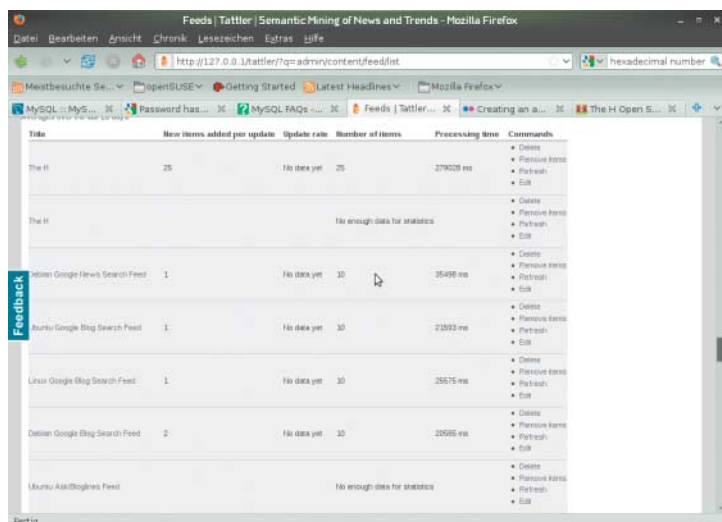 Feeds | Tattler | Semantic Mining of News and Trends - Mozilla Firefox
Datei Bearbeiten Ansicht Chronik Lesezeichen Extras Hilfe
http://127.0.0.1/tattler/?q=admin/content/feed/list
hexadecimal number
Meistbesuchte Se... openSUSE Getting Started Latest Headlines Mozilla Firefox
MySQL :: MyS... Password has... MySQL FAQs -... Feeds | Tattler... Creating an a... The H Open S...
Title New items added per update Update rate Number of items Processing time Commands
The H 25 No data yet 25 279028 ms
• Delete
• Remove items
• Refresh
• Edit
The H No enough data for statistics
• Delete
• Remove items
• Refresh
• Edit
Debian Google News Search Feed 1 No data yet 10 35498 ms
• Delete
• Remove items
• Refresh
• Edit
Ubuntu Google Blog Search Feed 1 No data yet 10 21593 ms
• Delete
• Remove items
• Refresh
• Edit
Linux Google Blog Search Feed 1 No data yet 10 25575 ms
• Delete
• Remove items
• Refresh
• Edit
Debian Google Blog Search Feed 2 No data yet 10 20585 ms
• Delete
• Remove items
• Refresh
• Edit
Ubuntu Ask/Bloglines Feed No enough data for statistics
• Delete
• Remove items
• Refresh
• Edit
Feedback
Fertig